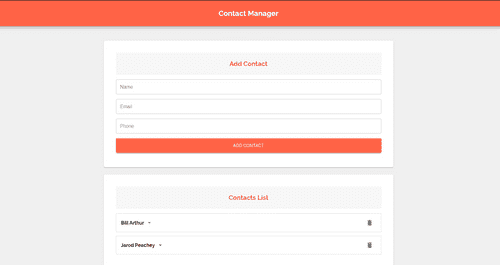 Contact Manager
Add Contact
Name
Email
Phone
ADD CONTACT
Contacts List
Bill Arthur
Jarod Peachey